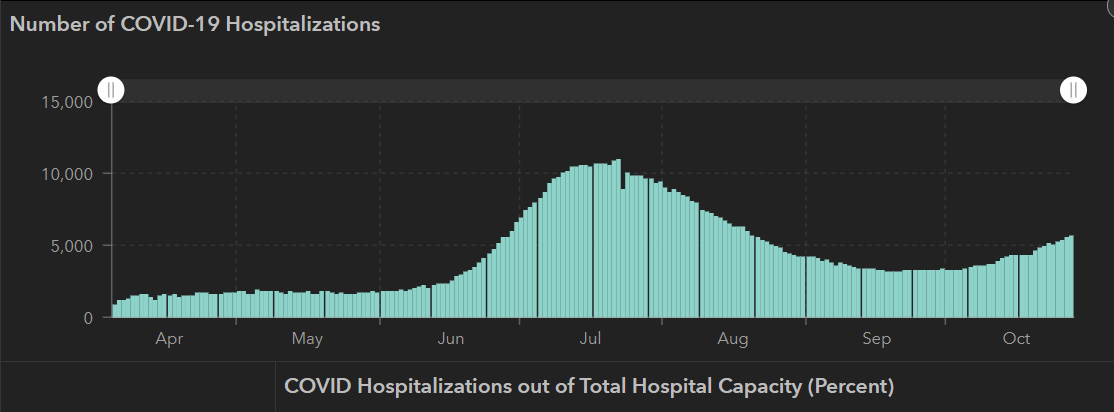 Number of COVID-19 Hospitalizations
15,000
10,000
5,000
0
Apr May Jun Jul Aug Sep Oct
COVID Hospitalizations out of Total Hospital Capacity (Percent)